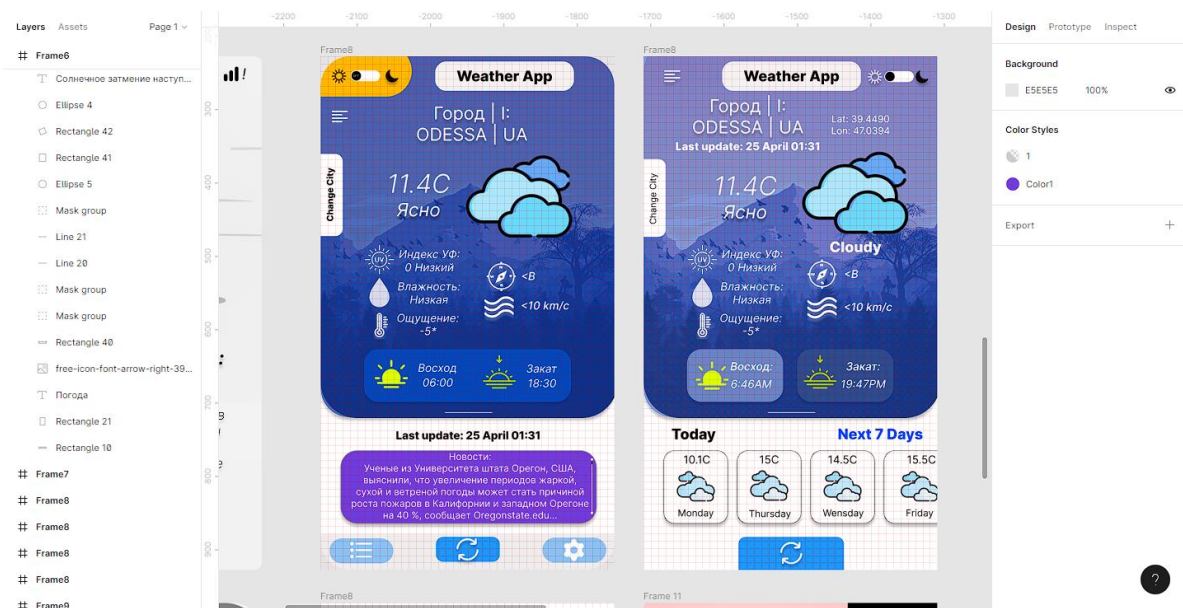 Layers Assets Page 1
Frame6
Солнечное затмение наступ...
Ellipse 4
Rectangle 42
Rectangle 41
Ellipse 5
Mask group
Line 21
Line 20
Mask group
Mask group
Rectangle 40
free-icon-font-arrow-right-39...
Погода
Rectangle 21
Rectangle 10
Frame7
Frame8
Frame8
Frame8
Frame8
Frame9
-2200 -2100 -2000 -1900 -1800 -1700 -1600 -1500 -1400 -1300
300
400
500
600
700
800
900
!
Frame8
Weather App
Город | I:
ODESSA | UA
Change City
11.4C
Ясно
UV
Индекс УФ:
0 Низкий
<В
Влажность:
Низкая
<10 km/c
Ощущение:
-5*
Восход
06:00
Закат
18:30
Last update: 25 April 01:31
Новости:
Ученые из Университета штата Орегон, США,
выяснили, что увеличение периодов жаркой,
сухой и ветреной погоды может стать причиной
роста пожаров в Калифорнии и западном Орегоне
на 40 %, сообщает Oregonstate.edu...
Frame8
Frame8
Weather App
Город | I:
ODESSA | UA
Lat: 39.4490
Lon: 47.0394
Last update: 25 April 01:31
Change City
11.4C
Ясно
Cloudy
UV
Индекс УФ:
0 Низкий
<В
Влажность:
Низкая
<10 km/c
Ощущение:
-5*
Восход:
6:46AM
Закат:
19:47PM
Today Next 7 Days
10.1C 15C 14.5C 15.5C
Monday Thursday Wensday Friday
Frame 11
Design Prototype Inspect
Background
E5E5E5 100%
Color Styles
1
Color1
Export
?